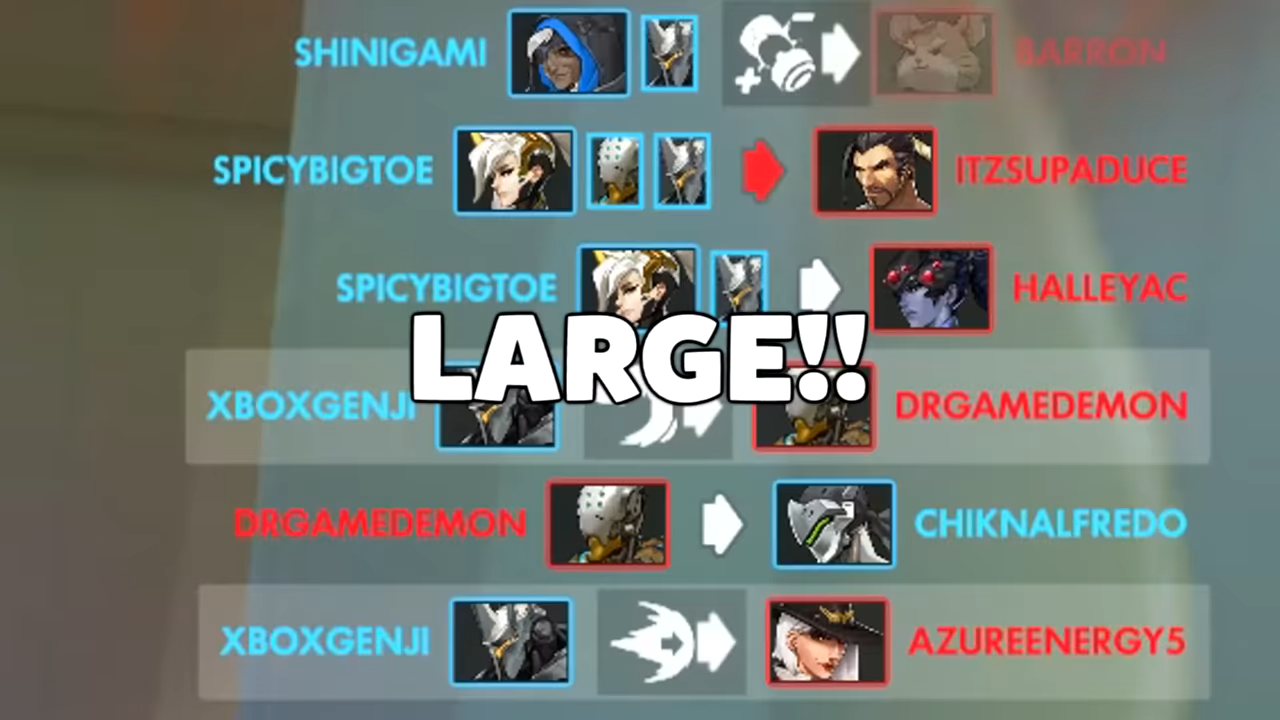 SHINIGAMI BARRON
SPICYBIGTOE ITZSUPADUCE
SPICYBIGTOE HALLEYAC
LARGE!!
XBOXGENJI DRGAMEDEMON
DRGAMEDEMON CHIKNALFREDO
XBOXGENJI AZUREENERGY5